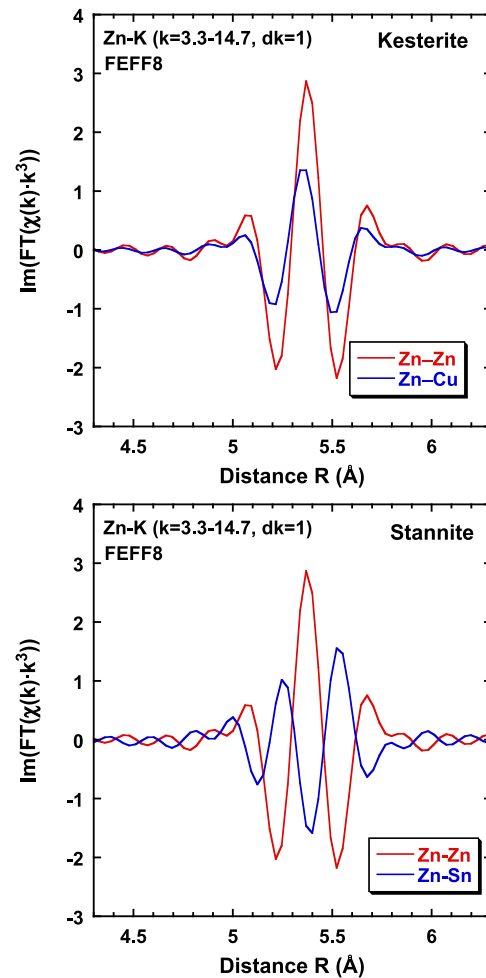 Zn-K (k=3.3-14.7, dk=1)
Kesterite
FEFF8
4
3
2
1
0
-1
-2
-3
Im(FT(χ(k)·k³))
Zn–Zn
Zn–Cu
4.5
5
5.5
6
Distance R (Å)
Zn-K (k=3.3-14.7, dk=1)
Stannite
FEFF8
4
3
2
1
0
-1
-2
-3
Im(FT(χ(k)·k³))
Zn-Zn
Zn-Sn
4.5
5
5.5
6
Distance R (Å)